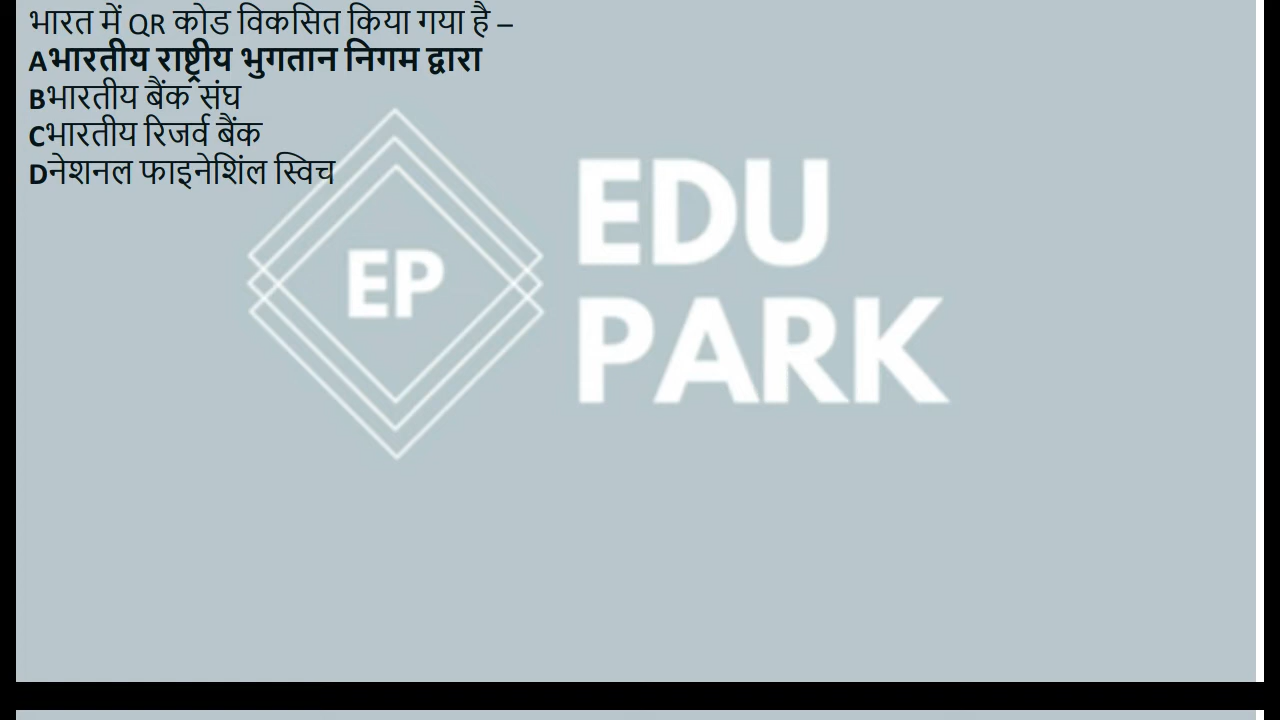 भारत में QR कोड विकसित किया गया है –
Aभारतीय राष्ट्रीय भुगतान निगम द्वारा
Bभारतीय बैंक संघ
Cभारतीय रिजर्व बैंक
Dनेशनल फाइनेशिंल स्विच
EP
EDU
PARK